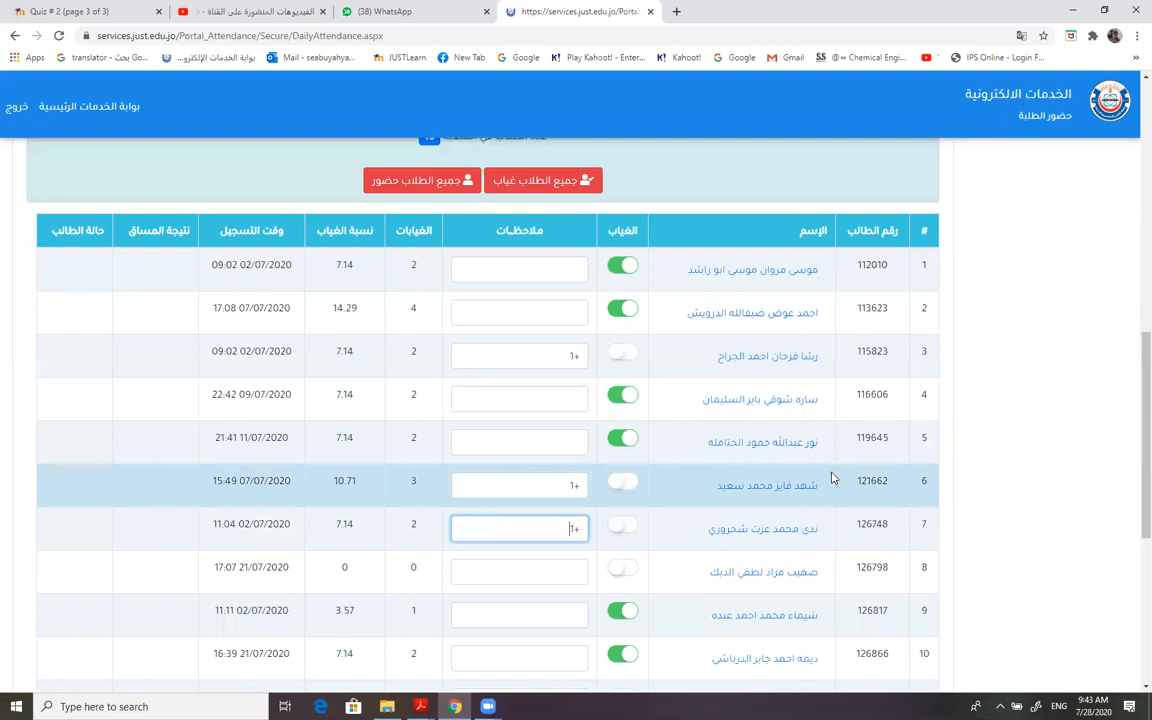 Quiz # 2 (page 3 of 3)
الفيديوهات المنشورة على القناة -
(38) WhatsApp
https://services.just.edu.jo/Porta
services.just.edu.jo/Portal_Attendance/Secure/DailyAttendance.aspx
Apps
translator - Go... بحث
بوابة الخدمات الإلكترو...
Mail - seabuyahya...
JUSTLearn
New Tab
Google
Play Kahoot! - Enter...
Kahoot!
Google
Gmail
@∞ Chemical Engi...
IPS Online - Login F...
الخدمات الالكترونية
حضور الطلبة
بوابة الخدمات الرئيسية
خروج
جميع الطلاب غياب
جميع الطلاب حضور
# رقم الطالب الإسم الغياب ملاحظات الغيابات نسبة الغياب وقت التسجيل نتيجة المساق حالة الطالب
1 112010 موسى مروان موسى ابو راشد 2 7.14 02/07/2020 09:02
2 113623 احمد عوض ضيفالله الدرويش 4 14.29 07/07/2020 17:08
3 115823 رشا فرحان احمد الجراح +1 2 7.14 02/07/2020 09:02
4 116606 ساره شوقي باير السليمان 2 7.14 09/07/2020 22:42
5 119645 نور عبدالله حمود الحتامله 2 7.14 11/07/2020 21:41
6 121662 شهد فايز محمد سعيد +1 3 10.71 07/07/2020 15:49
7 126748 ندى محمد عزت شحروري +1 2 7.14 02/07/2020 11:04
8 126798 صهيب مراد لطفي الديك 0 0 21/07/2020 17:07
9 126817 شيماء محمد احمد عبده 1 3.57 02/07/2020 11:11
10 126866 ديمه احمد جابر الدرباشي 2 7.14 21/07/2020 16:39
Type here to search
ENG
9:43 AM
7/28/2020